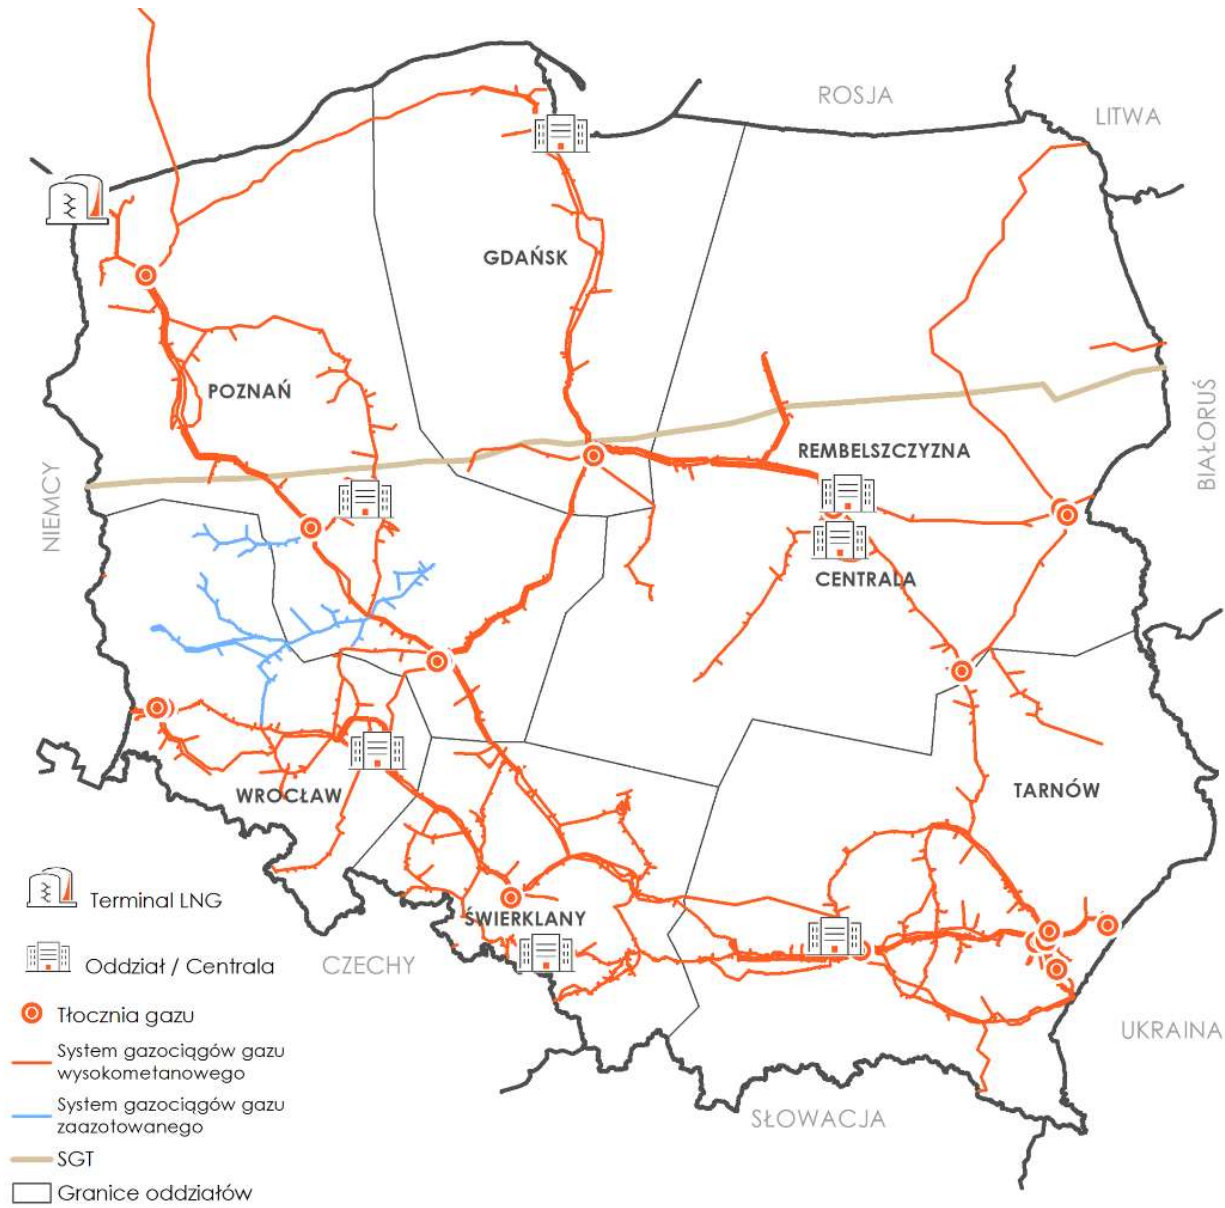 ROSJA
LITWA
GDAŃSK
POZNAŃ
BIAŁORUŚ
REMBELSZCZYZNA
NIEMCY
CENTRALA
WROCŁAW
TARNÓW
ŚWIERKLANY
CZECHY
UKRAINA
SŁOWACJA
Terminal LNG
Oddział / Centrala
Tłocznia gazu
System gazociągów gazu
wysokometanowego
System gazociągów gazu
zaazotowanego
SGT
Granice oddziałów